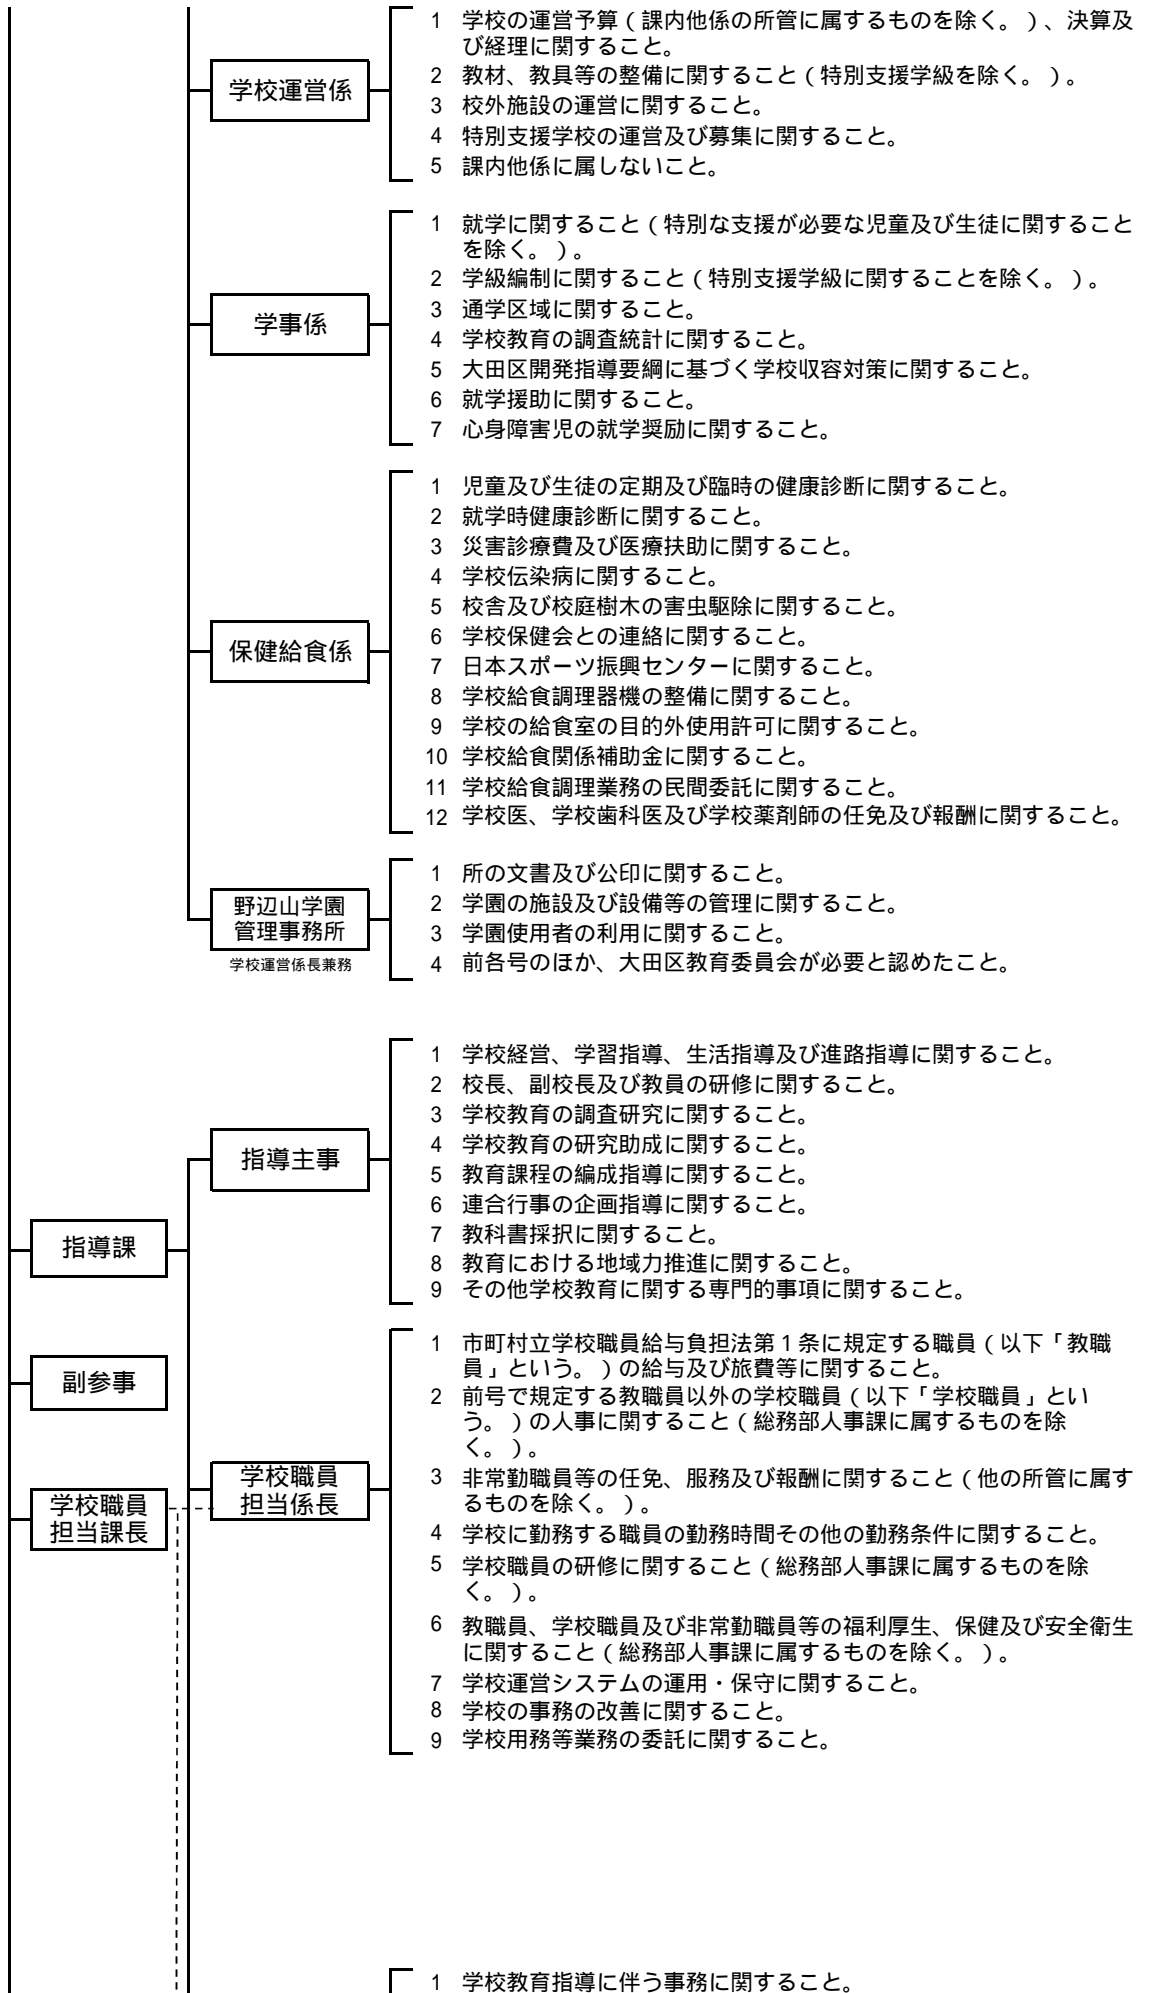 学校運営係
1 学校の運営予算(課内他係の所管に属するものを除く。)、決算及
び経理に関すること。
2 教材、教具等の整備に関すること(特別支援学級を除く。)。
3 校外施設の運営に関すること。
4 特別支援学校の運営及び募集に関すること。
5 課内他係に属しないこと。
学事係
1 就学に関すること(特別な支援が必要な児童及び生徒に関すること
を除く。)。
2 学級編制に関すること(特別支援学級に関することを除く。)。
3 通学区域に関すること。
4 学校教育の調査統計に関すること。
5 大田区開発指導要綱に基づく学校収容対策に関すること。
6 就学援助に関すること。
7 心身障害児の就学奨励に関すること。
保健給食係
1 児童及び生徒の定期及び臨時の健康診断に関すること。
2 就学時健康診断に関すること。
3 災害診療費及び医療扶助に関すること。
4 学校伝染病に関すること。
5 校舎及び校庭樹木の害虫駆除に関すること。
6 学校保健会との連絡に関すること。
7 日本スポーツ振興センターに関すること。
8 学校給食調理器機の整備に関すること。
9 学校の給食室の目的外使用許可に関すること。
10 学校給食関係補助金に関すること。
11 学校給食調理業務の民間委託に関すること。
12 学校医、学校歯科医及び学校薬剤師の任免及び報酬に関すること。
野辺山学園
管理事務所
学校運営係長兼務
1 所の文書及び公印に関すること。
2 学園の施設及び設備等の管理に関すること。
3 学園使用者の利用に関すること。
4 前各号のほか、大田区教育委員会が必要と認めたこと。
指導課
指導主事
1 学校経営、学習指導、生活指導及び進路指導に関すること。
2 校長、副校長及び教員の研修に関すること。
3 学校教育の調査研究に関すること。
4 学校教育の研究助成に関すること。
5 教育課程の編成指導に関すること。
6 連合行事の企画指導に関すること。
7 教科書採択に関すること。
8 教育における地域力推進に関すること。
9 その他学校教育に関する専門的事項に関すること。
副参事
学校職員
担当課長
学校職員
担当係長
1 市町村立学校職員給与負担法第1条に規定する職員(以下「教職
員」という。)の給与及び旅費等に関すること。
2 前号で規定する教職員以外の学校職員(以下「学校職員」とい
う。)の人事に関すること(総務部人事課に属するものを除
く。)。
3 非常勤職員等の任免、服務及び報酬に関すること(他の所管に属す
るものを除く。)。
4 学校に勤務する職員の勤務時間その他の勤務条件に関すること。
5 学校職員の研修に関すること(総務部人事課に属するものを除
く。)。
6 教職員、学校職員及び非常勤職員等の福利厚生、保健及び安全衛生
に関すること(総務部人事課に属するものを除く。)。
7 学校運営システムの運用・保守に関すること。
8 学校の事務の改善に関すること。
9 学校用務等業務の委託に関すること。
1 学校教育指導に伴う事務に関すること。